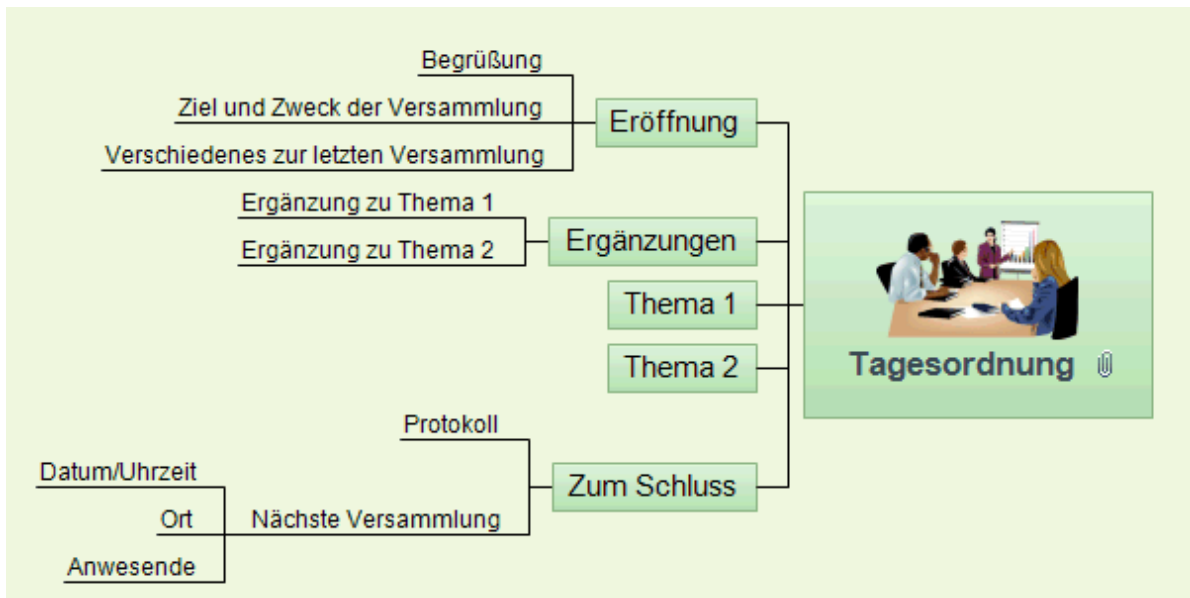 Begrüßung
Ziel und Zweck der Versammlung
Verschiedenes zur letzten Versammlung
Eröffnung
Ergänzung zu Thema 1
Ergänzung zu Thema 2
Ergänzungen
Thema 1
Thema 2
Tagesordnung
Protokoll
Zum Schluss
Datum/Uhrzeit
Ort
Nächste Versammlung
Anwesende